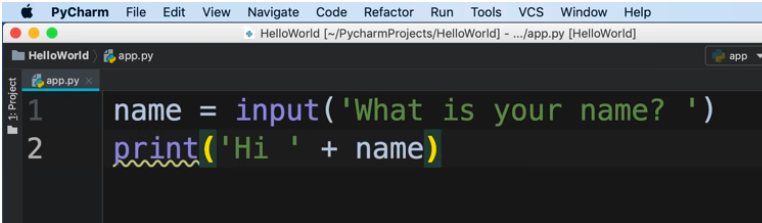 PyCharm File Edit View Navigate Code Refactor Run Tools VCS Window Help
HelloWorld [~/PycharmProjects/HelloWorld] - .../app.py [HelloWorld]
HelloWorld app.py app
app.py
1: Project
1 name = input('What is your name? ')
2 print('Hi ' + name)